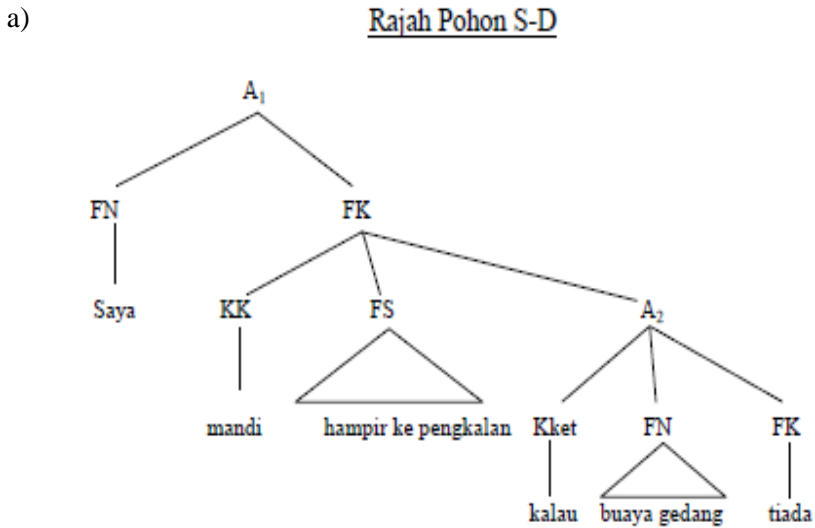 a)
Rajah Pohon S-D
A₁
FN FK
Saya KK FS A₂
mandi hampir ke pengkalan Kket FN FK
kalau buaya gedang tiada